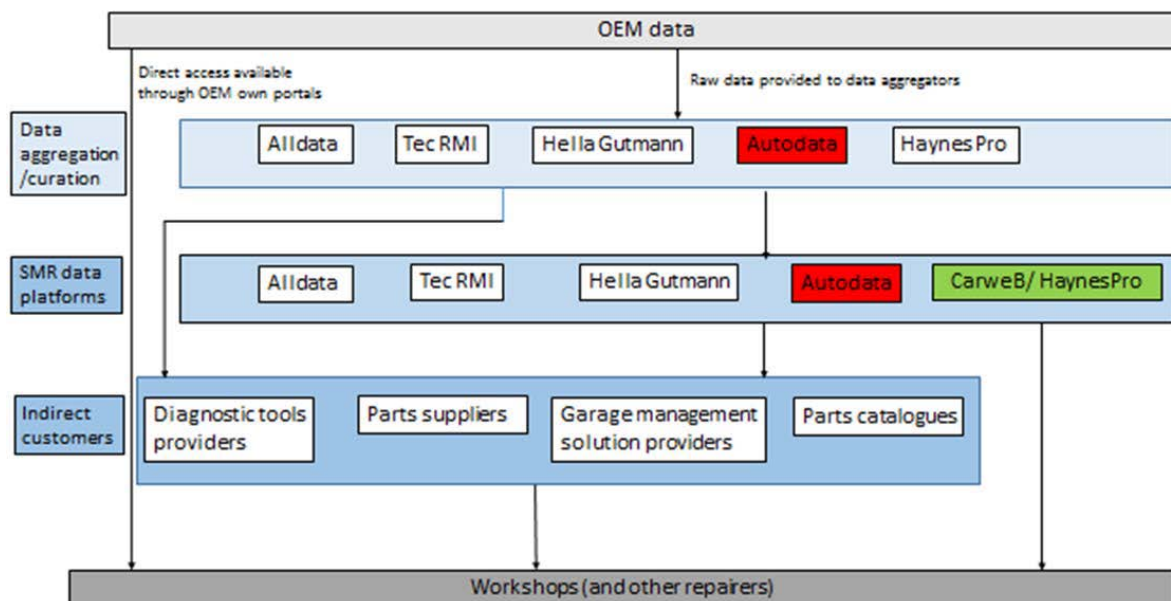 OEM data
Direct access available
through OEM own portals
Raw data provided to data aggregators
Data
aggregation
/curation
Alldata
Tec RMI
Hella Gutmann
Autodata
HaynesPro
SMR data
platforms
Alldata
Tec RMI
Hella Gutmann
Autodata
CarweB/ HaynesPro
Indirect
customers
Diagnostic tools
providers
Parts suppliers
Garage management
solution providers
Parts catalogues
Workshops (and other repairers)